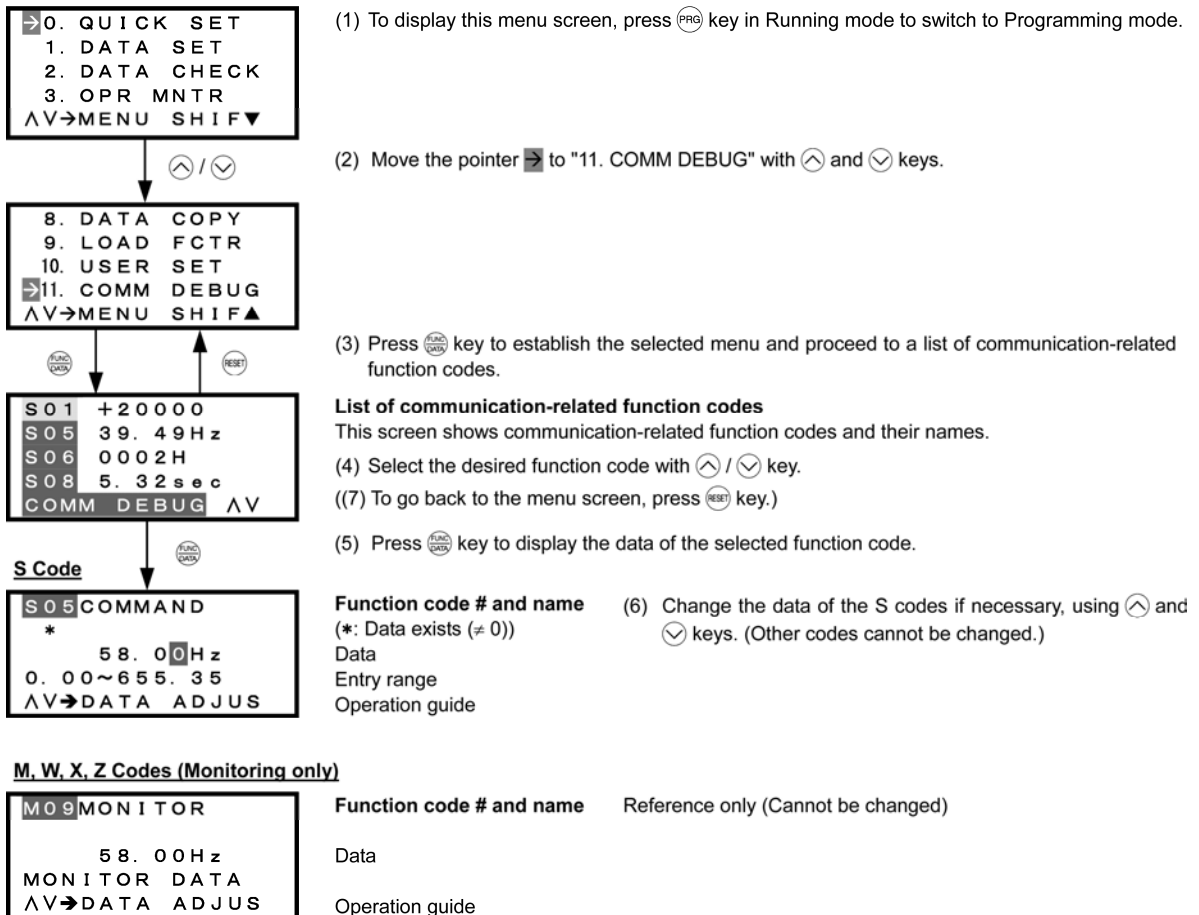 →0. QUICK SET
1. DATA SET
2. DATA CHECK
3. OPR MNTR
∧∨→MENU SHIF▼
(1) To display this menu screen, press PRG key in Running mode to switch to Programming mode.
∧ / ∨
(2) Move the pointer → to "11. COMM DEBUG" with ∧ and ∨ keys.
8. DATA COPY
9. LOAD FCTR
10. USER SET
→11. COMM DEBUG
∧∨→MENU SHIF▲
FUNC DATA
RESET
(3) Press FUNC DATA key to establish the selected menu and proceed to a list of communication-related
function codes.
S01 +20000
S05 39. 49Hz
S06 0002H
S08 5. 32sec
COMM DEBUG ∧∨
List of communication-related function codes
This screen shows communication-related function codes and their names.
(4) Select the desired function code with ∧ / ∨ key.
((7) To go back to the menu screen, press RESET key.)
FUNC DATA
(5) Press FUNC DATA key to display the data of the selected function code.
S Code
S05COMMAND
*
58. 00Hz
0. 00~655. 35
∧∨→DATA ADJUS
Function code # and name
(*: Data exists (≠ 0))
Data
Entry range
Operation guide
(6) Change the data of the S codes if necessary, using ∧ and
∨ keys. (Other codes cannot be changed.)
M, W, X, Z Codes (Monitoring only)
M09MONITOR
58. 00Hz
MONITOR DATA
∧∨→DATA ADJUS
Function code # and name
Reference only (Cannot be changed)
Data
Operation guide